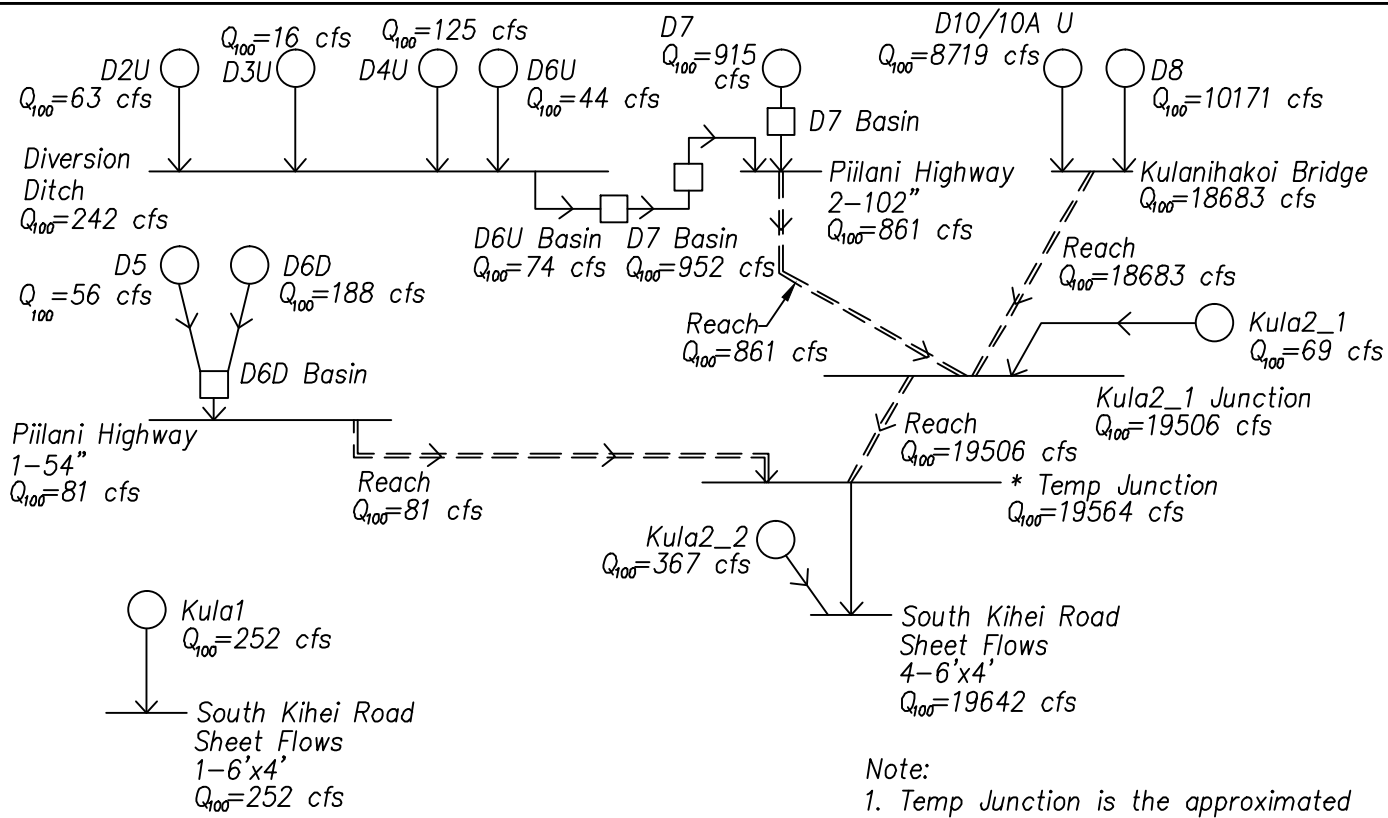 D2U
Q100=63 cfs
Q100=16 cfs
D3U
Q100=125 cfs
D4U
D6U
Q100=44 cfs
D7
Q100=915
cfs
D7 Basin
D10/10A U
Q100=8719 cfs
D8
Q100=10171 cfs
Diversion
Ditch
Q100=242 cfs
D6U Basin
Q100=74 cfs
D7 Basin
Q100=952 cfs
Piilani Highway
2-102"
Q100=861 cfs
Kulanihakoi Bridge
Q100=18683 cfs
Reach
Q100=18683 cfs
D5
Q100=56 cfs
D6D
Q100=188 cfs
D6D Basin
Reach
Q100=861 cfs
Kula2_1
Q100=69 cfs
Kula2_1 Junction
Q100=19506 cfs
Piilani Highway
1-54"
Q100=81 cfs
Reach
Q100=81 cfs
Reach
Q100=19506 cfs
* Temp Junction
Q100=19564 cfs
Kula2_2
Q100=367 cfs
South Kihei Road
Sheet Flows
4-6'x4'
Q100=19642 cfs
Kula1
Q100=252 cfs
South Kihei Road
Sheet Flows
1-6'x4'
Q100=252 cfs
Note:
1. Temp Junction is the approximated